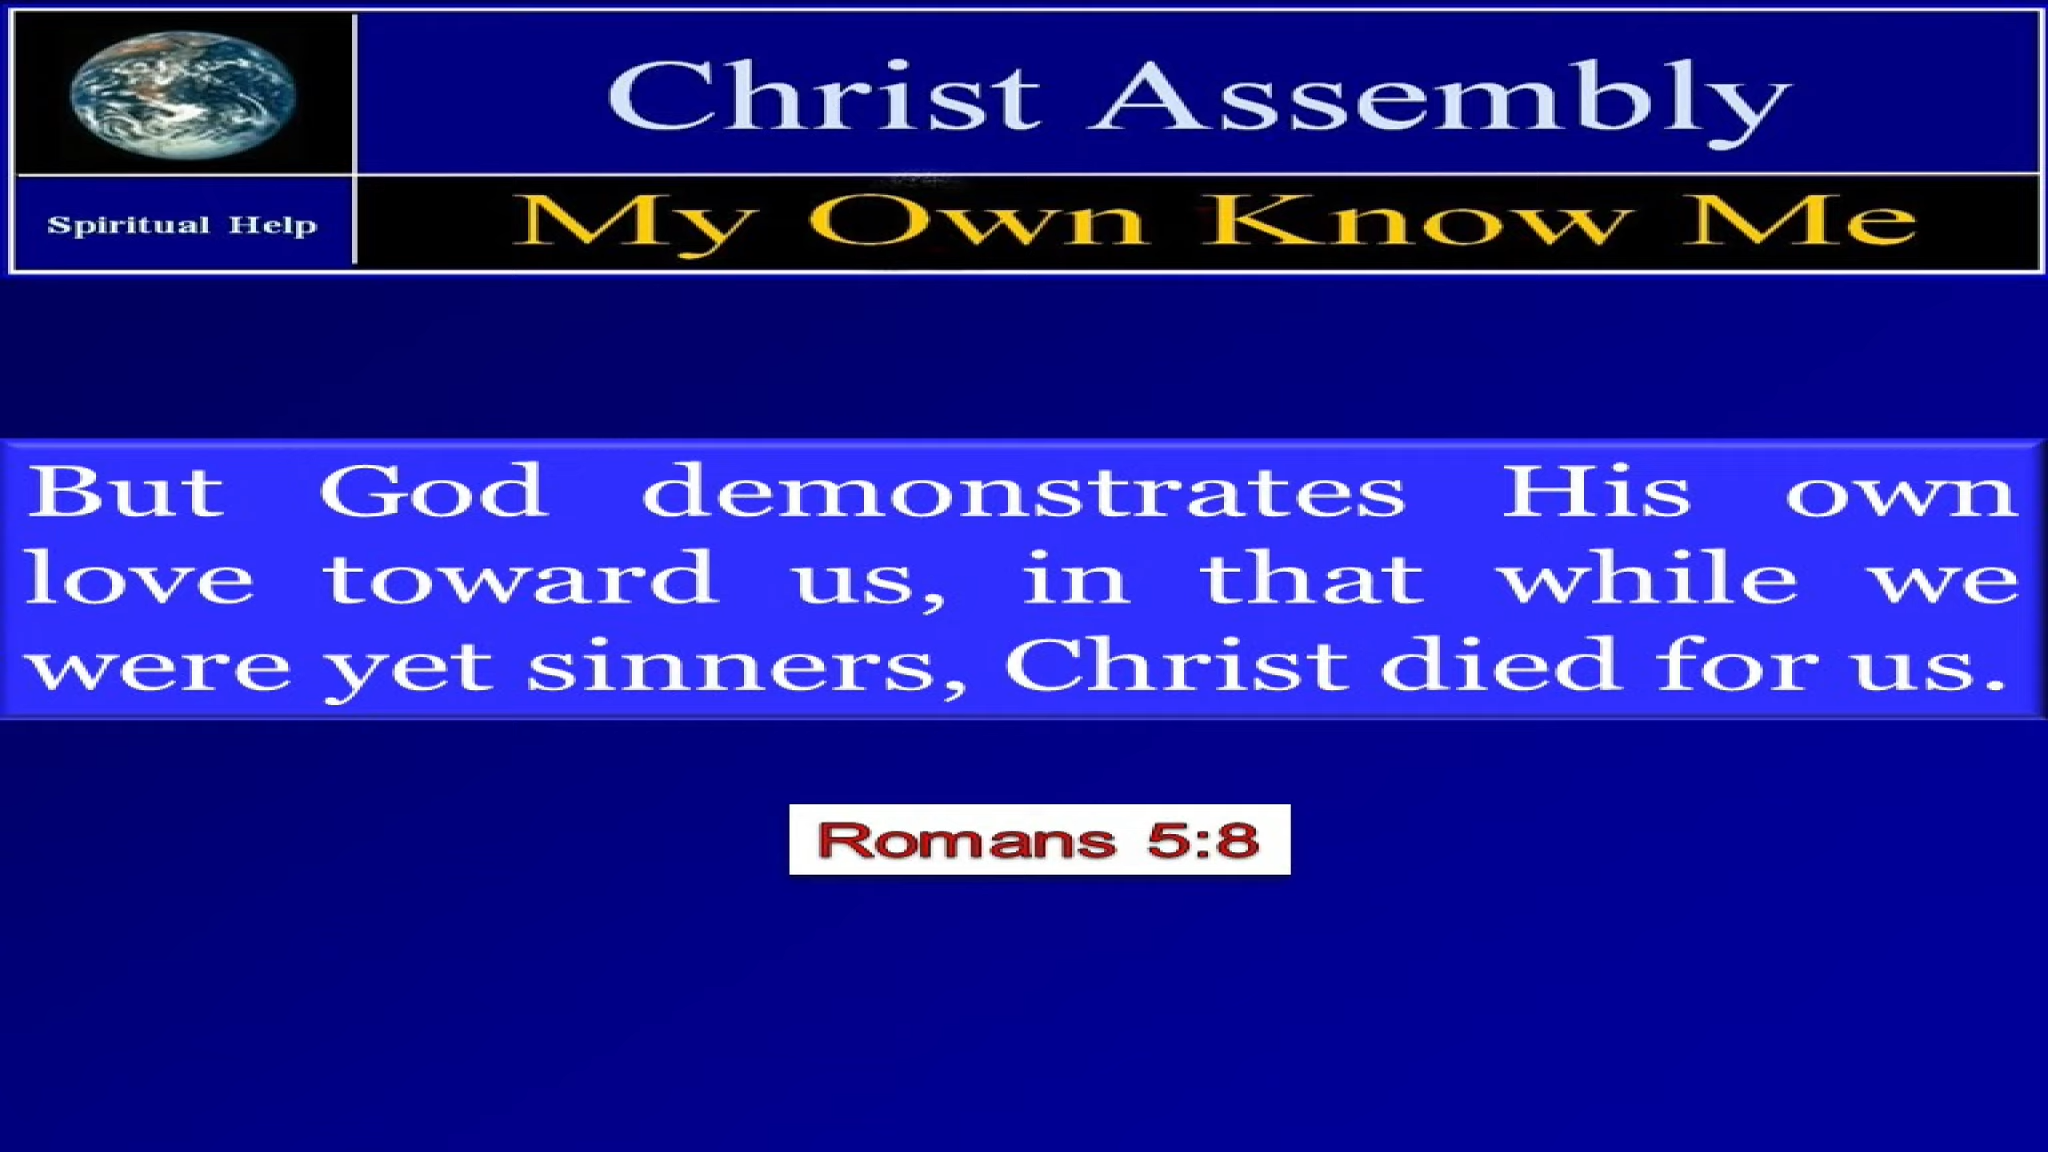 Christ Assembly
Spiritual Help
My Own Know Me
But God demonstrates His own
love toward us, in that while we
were yet sinners, Christ died for us.
Romans 5:8